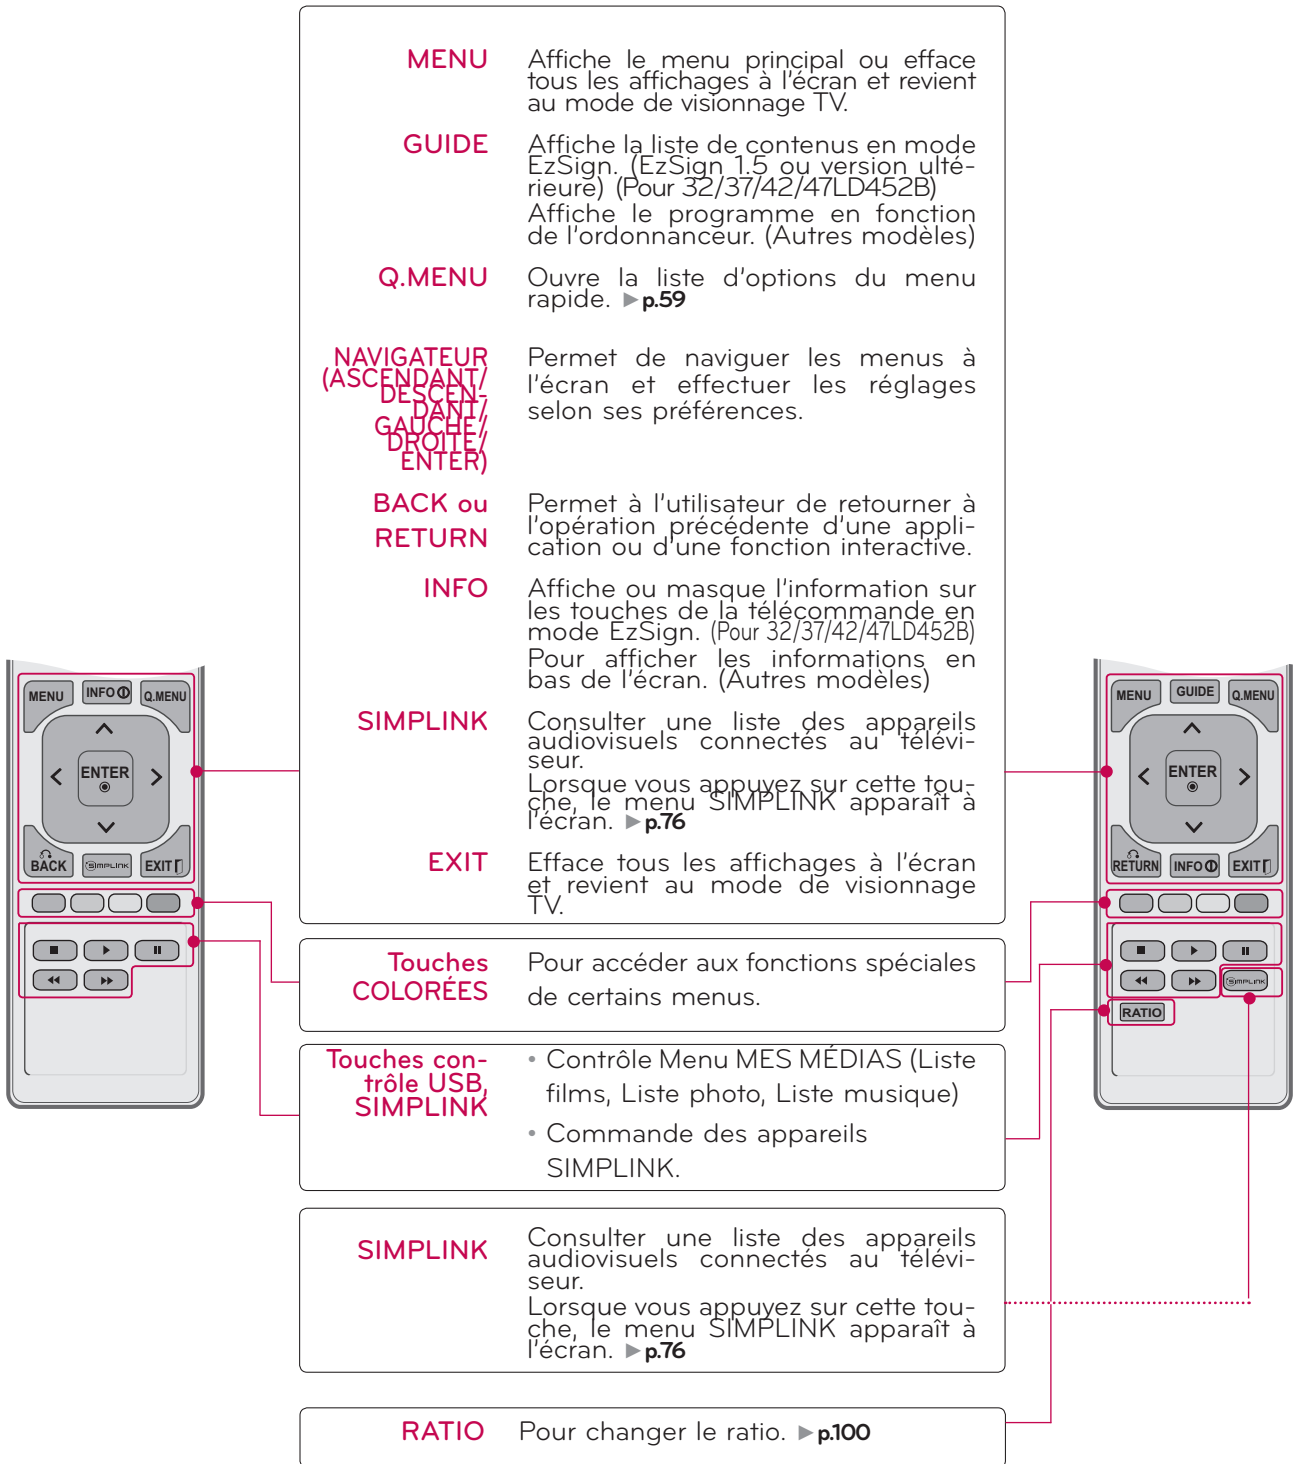 MENU Affiche le menu principal ou efface
tous les affichages à l'écran et revient
au mode de visionnage TV.
GUIDE Affiche la liste de contenus en mode
EzSign. (EzSign 1.5 ou version ulté-
rieure) (Pour 32/37/42/47LD452B)
Affiche le programme en fonction
de l'ordonnanceur. (Autres modèles)
Q.MENU Ouvre la liste d'options du menu
rapide. ►p.59
NAVIGATEUR
(ASCENDANT/
DESCEN-
DANT/
GAUCHE/
DROITE/
ENTER)
Permet de naviguer les menus à
l'écran et effectuer les réglages
selon ses préférences.
BACK ou
RETURN
Permet à l'utilisateur de retourner à
l'opération précédente d'une appli-
cation ou d'une fonction interactive.
INFO Affiche ou masque l'information sur
les touches de la télécommande en
mode EzSign. (Pour 32/37/42/47LD452B)
Pour afficher les informations en
bas de l'écran. (Autres modèles)
SIMPLINK Consulter une liste des appareils
audiovisuels connectés au télévi-
seur.
Lorsque vous appuyez sur cette tou-
che, le menu SIMPLINK apparaît à
l'écran. ►p.76
EXIT Efface tous les affichages à l'écran
et revient au mode de visionnage
TV.
Touches
COLORÉES
Pour accéder aux fonctions spéciales
de certains menus.
Touches con-
trôle USB,
SIMPLINK
• Contrôle Menu MES MÉDIAS (Liste
films, Liste photo, Liste musique)
• Commande des appareils
SIMPLINK.
SIMPLINK Consulter une liste des appareils
audiovisuels connectés au télévi-
seur.
Lorsque vous appuyez sur cette tou-
che, le menu SIMPLINK apparaît à
l'écran. ►p.76
RATIO Pour changer le ratio. ►p.100
MENU INFO Q.MENU
ENTER
BACK SIMPLINK EXIT
MENU GUIDE Q.MENU
ENTER
RETURN INFO EXIT
SIMPLINK
RATIO